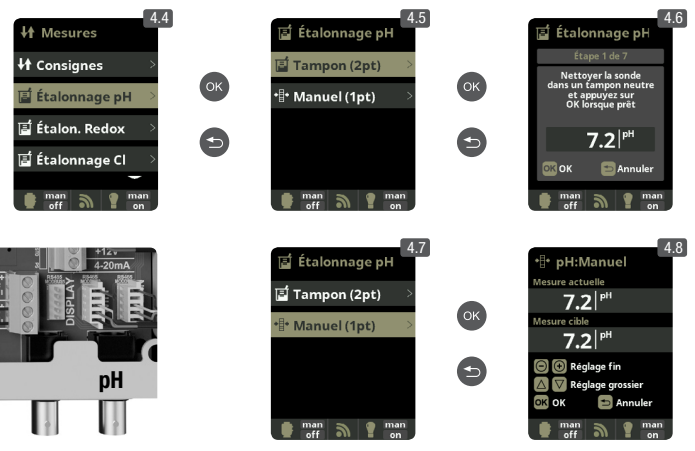 4.4
Mesures
Consignes
Étalonnage pH
Étalon. Redox
Étalonnage Cl
man
off
man
on
OK
4.5
Étalonnage pH
Tampon (2pt)
Manuel (1pt)
man
off
man
on
OK
4.6
Étalonnage pH
Étape 1 de 7
Nettoyer la sonde
dans un tampon neutre
et appuyez sur
OK lorsque prêt
7.2 pH
OK OK
Annuler
man
off
man
on
+12V
4-20mA
RS485
RS485
RS485
DISPLAY
pH
4.7
Étalonnage pH
Tampon (2pt)
Manuel (1pt)
man
off
man
on
OK
4.8
pH:Manuel
Mesure actuelle
7.2 pH
Mesure cible
7.2 pH
Réglage fin
Réglage grossier
OK OK
Annuler
man
off
man
on